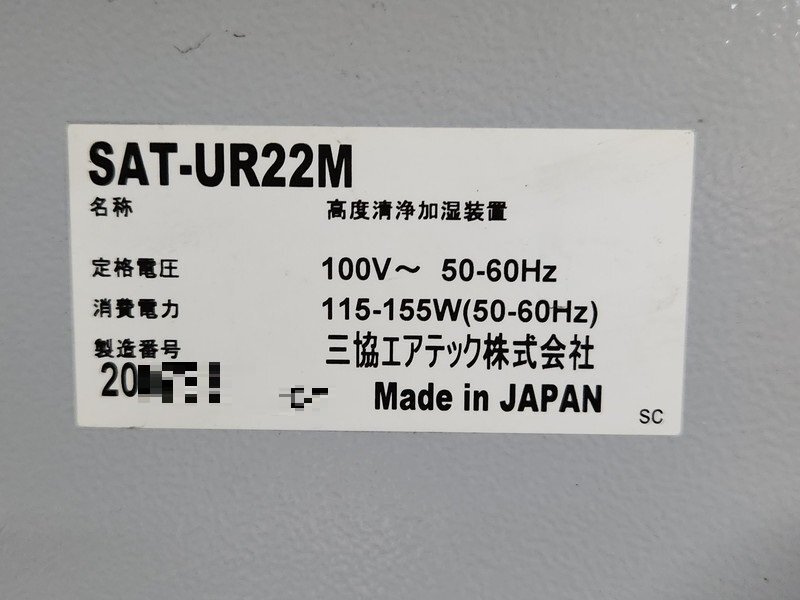 SAT-UR22M
名称 高度清浄加湿装置
定格電圧 100V～ 50-60Hz
消費電力 115-155W(50-60Hz)
製造番号 三協エアテック株式会社
20
Made in JAPAN
SC